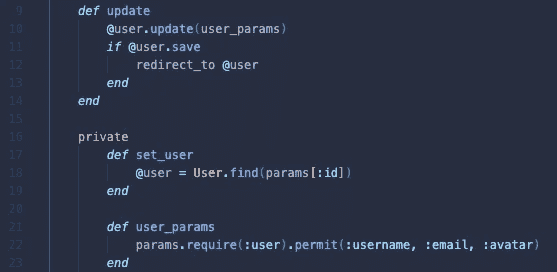 9 def update
10 @user.update(user_params)
11 if @user.save
12 redirect_to @user
13 end
14 end
15
16 private
17 def set_user
18 @user = User.find(params[:id])
19 end
20
21 def user_params
22 params.require(:user).permit(:username, :email, :avatar)
23 end